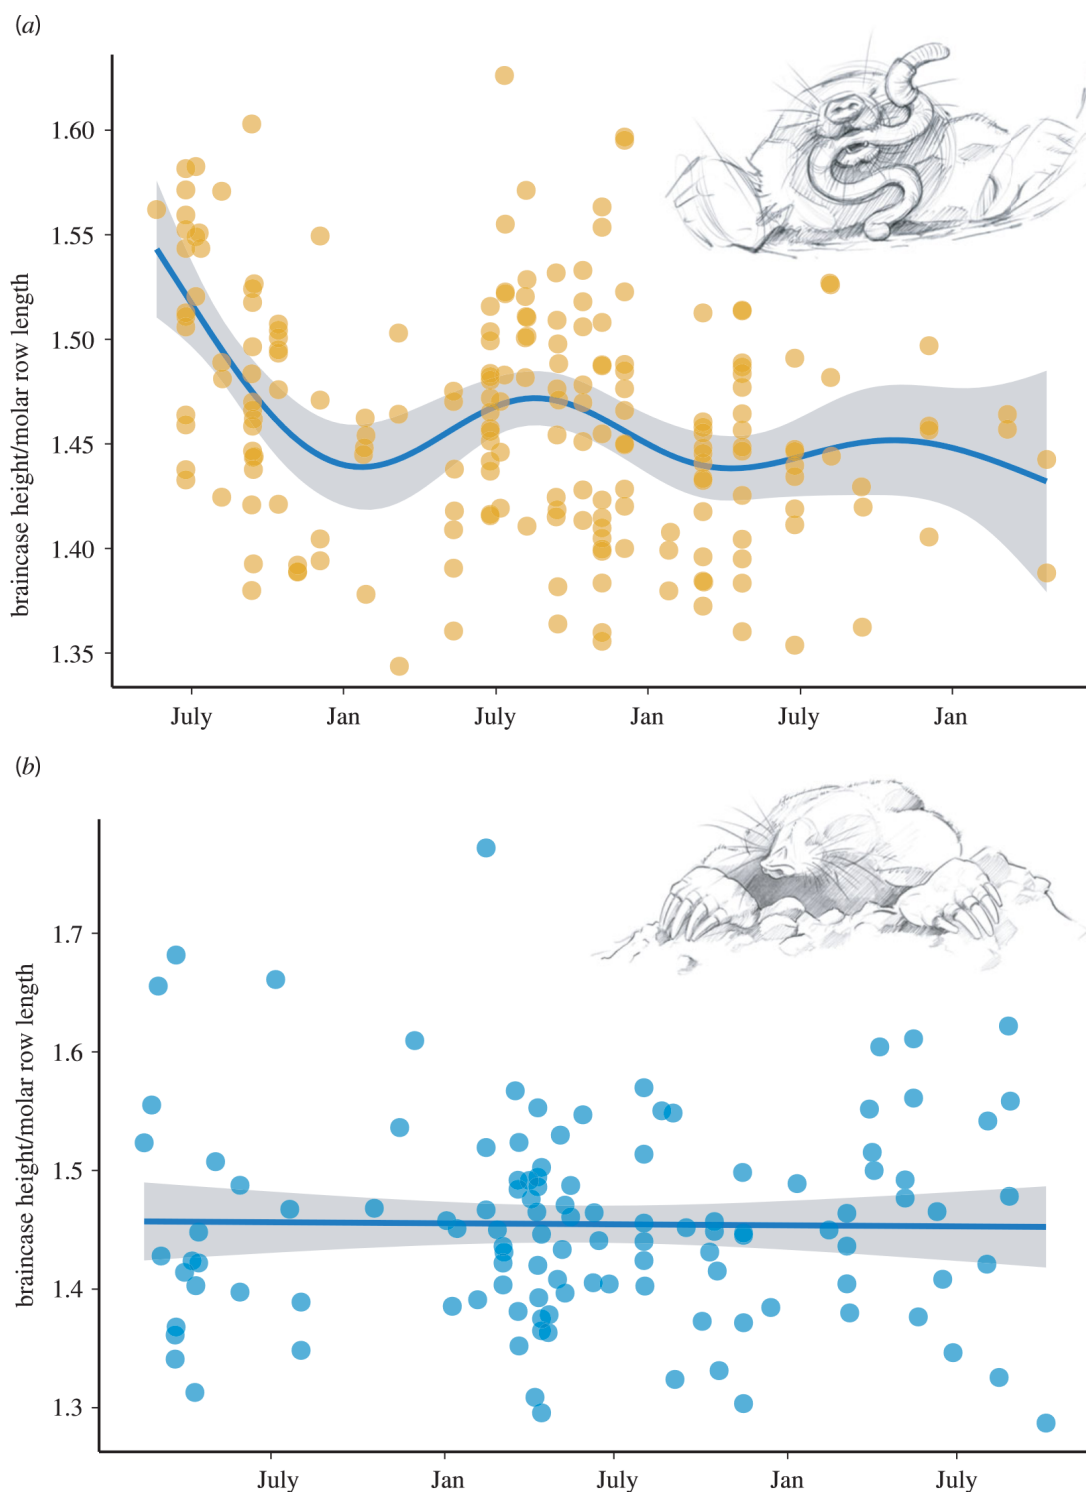 (a)
1.60
1.55
1.50
1.45
1.40
1.35
braincase height/molar row length
July Jan July Jan July Jan
(b)
1.7
1.6
1.5
1.4
1.3
braincase height/molar row length
July Jan July Jan July